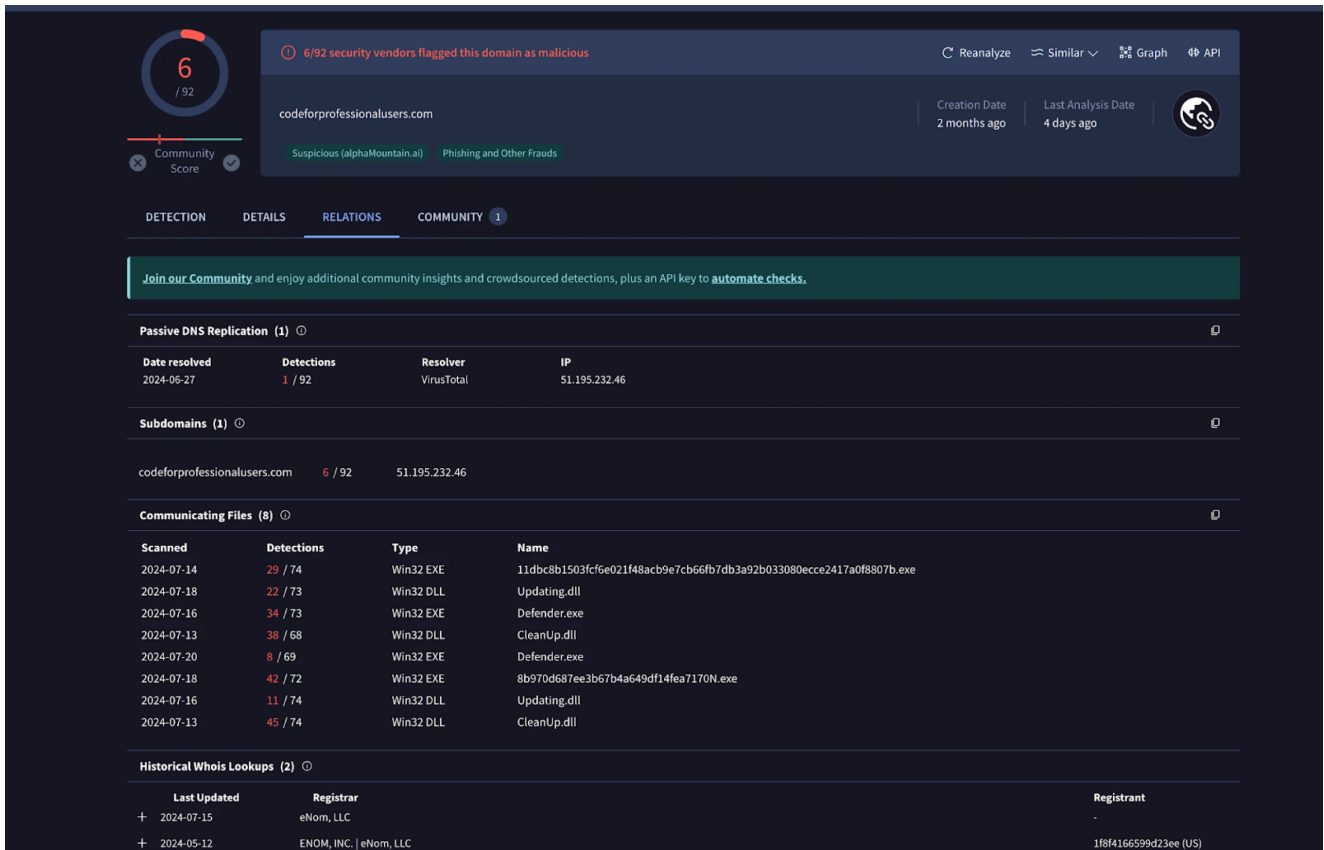 6
/ 92
Community Score
6/92 security vendors flagged this domain as malicious
Reanalyze Similar Graph API
codeforprofessionalusers.com
Creation Date
2 months ago
Last Analysis Date
4 days ago
Suspicious (alphaMountain.ai) Phishing and Other Frauds
DETECTION DETAILS RELATIONS COMMUNITY 1
Join our Community and enjoy additional community insights and crowdsourced detections, plus an API key to automate checks.
Passive DNS Replication (1)
Date resolved Detections Resolver IP
2024-06-27 1 / 92 VirusTotal 51.195.232.46
Subdomains (1)
codeforprofessionalusers.com 6 / 92 51.195.232.46
Communicating Files (8)
Scanned Detections Type Name
2024-07-14 29 / 74 Win32 EXE 11dbc8b1503fcf6e021f48acb9e7cb66fb7db3a92b033080ecce2417a0f8807b.exe
2024-07-18 22 / 73 Win32 DLL Updating.dll
2024-07-16 34 / 73 Win32 EXE Defender.exe
2024-07-13 38 / 68 Win32 DLL CleanUp.dll
2024-07-20 8 / 69 Win32 EXE Defender.exe
2024-07-18 42 / 72 Win32 EXE 8b970d687ee3b67b4a649df14fea7170N.exe
2024-07-16 11 / 74 Win32 DLL Updating.dll
2024-07-13 45 / 74 Win32 DLL CleanUp.dll
Historical Whois Lookups (2)
Last Updated Registrar Registrant
+ 2024-07-15 eNom, LLC -
+ 2024-05-12 ENOM, INC. | eNom, LLC 1f8f4166599d23ee (US)